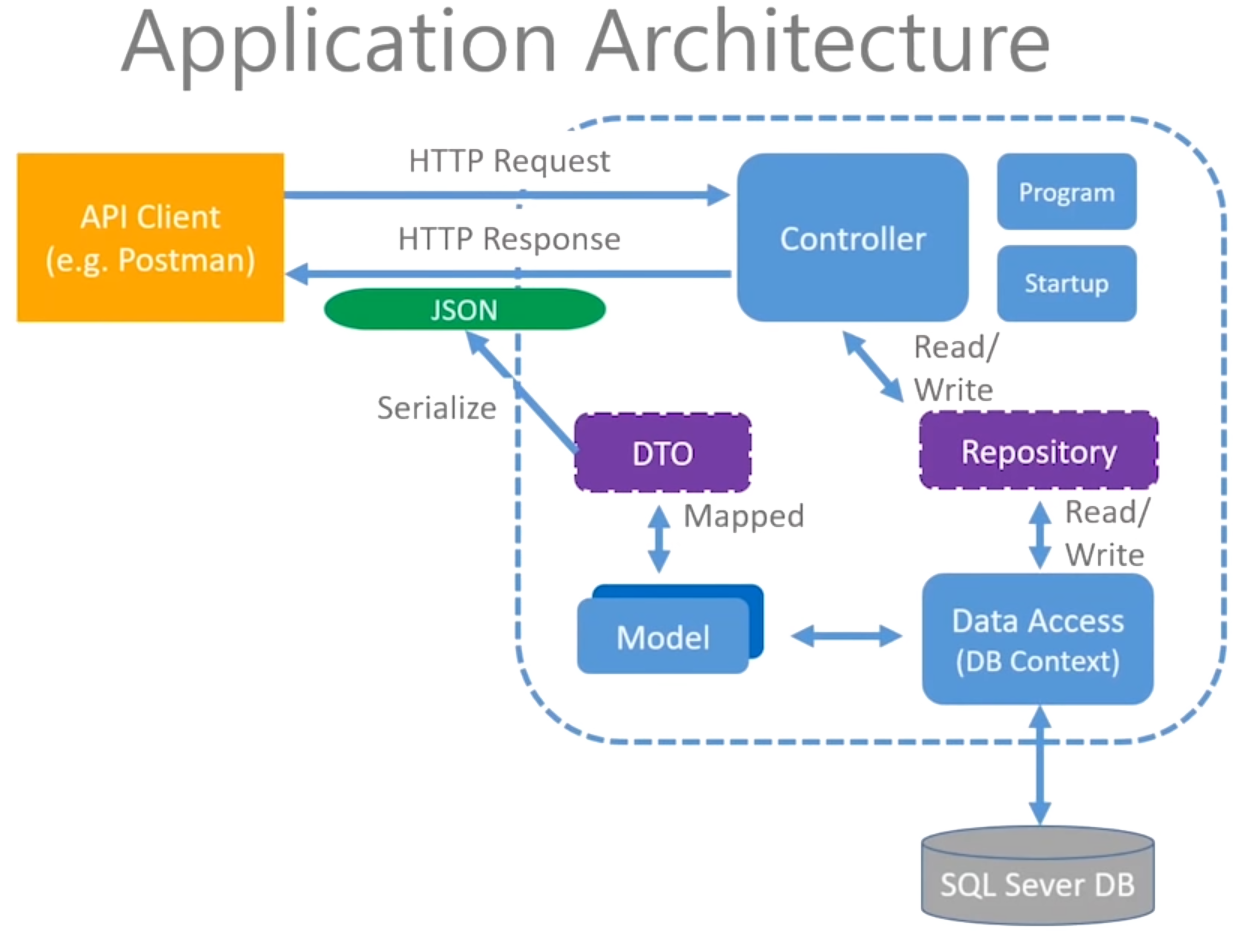 Application Architecture
HTTP Request
API Client
(e.g. Postman)
HTTP Response
JSON
Controller
Program
Startup
Read/
Write
Serialize
DTO
Repository
Mapped
Read/
Write
Model
Data Access
(DB Context)
SQL Sever DB